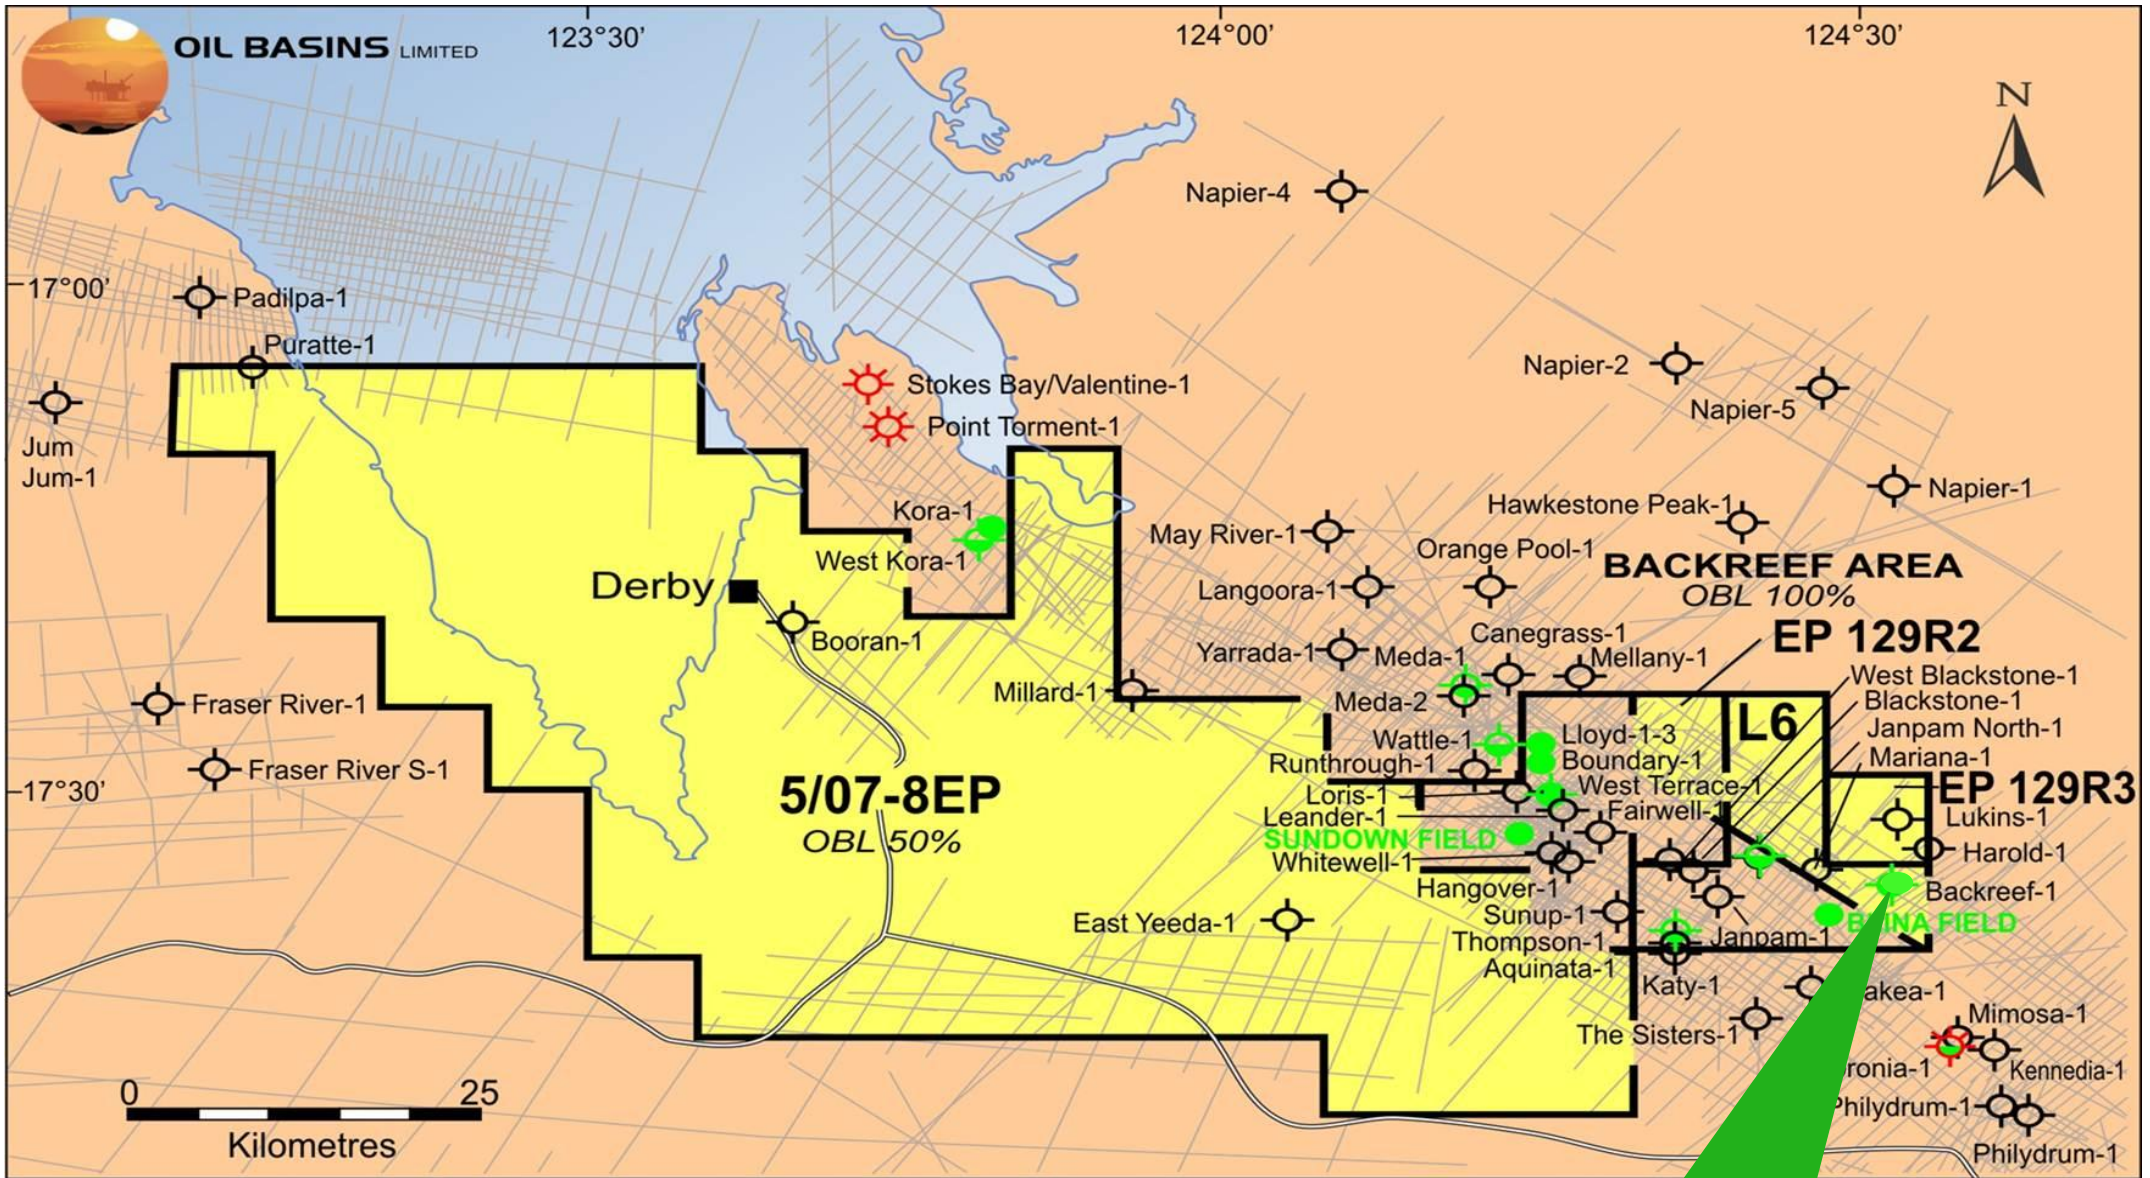 OIL BASINS LIMITED
123°30’
124°00’
124°30’
N
Napier-4
17°00’
Padilpa-1
Puratte-1
Stokes Bay/Valentine-1
Napier-2
Napier-5
Point Torment-1
Jum
Jum-1
Napier-1
Hawkestone Peak-1
Kora-1
May River-1
Orange Pool-1
West Kora-1
BACKREEF AREA
OBL 100%
Derby
Langoora-1
Booran-1
Canegrass-1
EP 129R2
Yarrada-1
Meda-1
Mellany-1
West Blackstone-1
Millard-1
Meda-2
Blackstone-1
Fraser River-1
L6
Janpam North-1
Wattle-1
Lloyd-1-3
Mariana-1
Runthrough-1
Boundary-1
Fraser River S-1
West Terrace-1
EP 129R3
17°30’
5/07-8EP
OBL 50%
Loris-1
Leander-1
Fairwell-1
Lukins-1
SUNDOWN FIELD
Harold-1
Whitewell-1
Hangover-1
Backreef-1
Sunup-1
East Yeeda-1
FIELD
Thompson-1
Janpam-1
Aquinata-1
Katy-1
akea-1
Mimosa-1
The Sisters-1
ronia-1
Kennedia-1
0
25
Philydrum-1
Kilometres
Philydrum-1